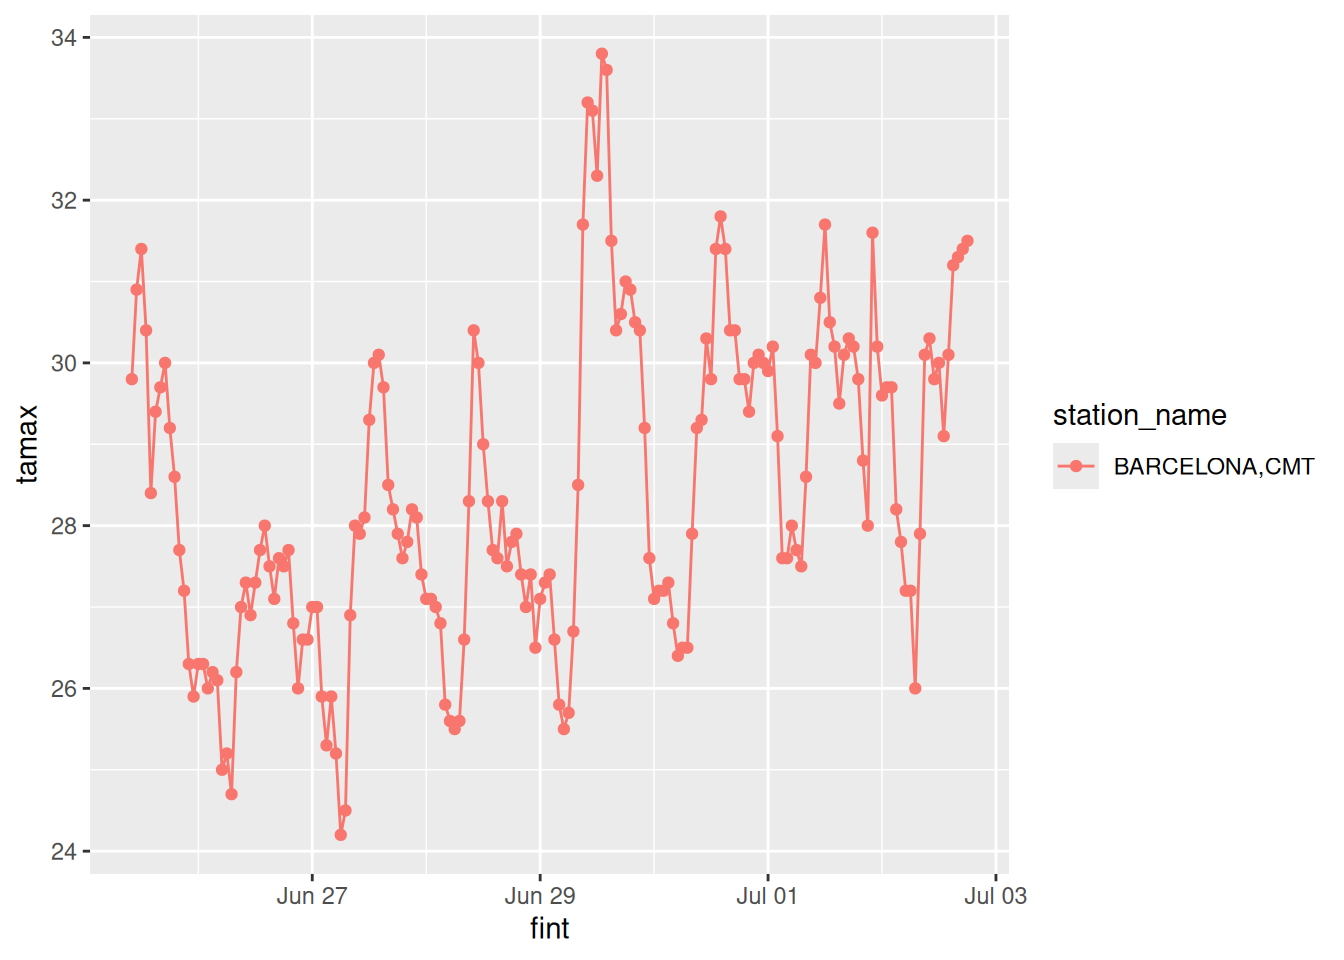 34
32
30
28
26
24
tamax
Jun 27
Jun 29
Jul 01
Jul 03
fint
station_name
BARCELONA,CMT